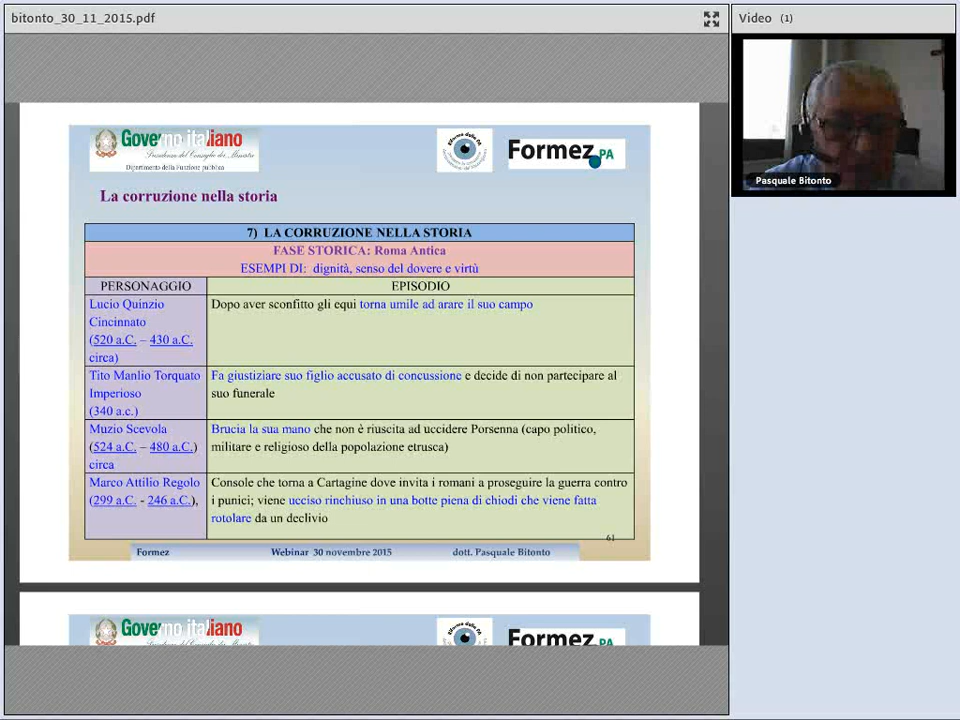 bitonto_30_11_2015.pdf
Video (1)
Pasquale Bitonto
Governo italiano
Presidenza del Consiglio dei Ministri
Dipartimento della Funzione pubblica
Formez PA
La corruzione nella storia
7) LA CORRUZIONE NELLA STORIA
FASE STORICA: Roma Antica
ESEMPI DI: dignità, senso del dovere e virtù
PERSONAGGIO
EPISODIO
Lucio Quinzio
Cincinnato
(520 a.C. – 430 a.C.
circa)
Dopo aver sconfitto gli equi torna umile ad arare il suo campo
Tito Manlio Torquato
Imperioso
(340 a.c.)
Fa giustiziare suo figlio accusato di concussione e decide di non partecipare al
suo funerale
Muzio Scevola
(524 a.C. – 480 a.C.)
circa
Brucia la sua mano che non è riuscita ad uccidere Porsenna (capo politico,
militare e religioso della popolazione etrusca)
Marco Attilio Regolo
(299 a.C. - 246 a.C.),
Console che torna a Cartagine dove invita i romani a proseguire la guerra contro
i punici; viene ucciso rinchiuso in una botte piena di chiodi che viene fatta
rotolare da un declivio
61
Formez Webinar 30 novembre 2015 dott. Pasquale Bitonto
Governo italiano
Formez PA